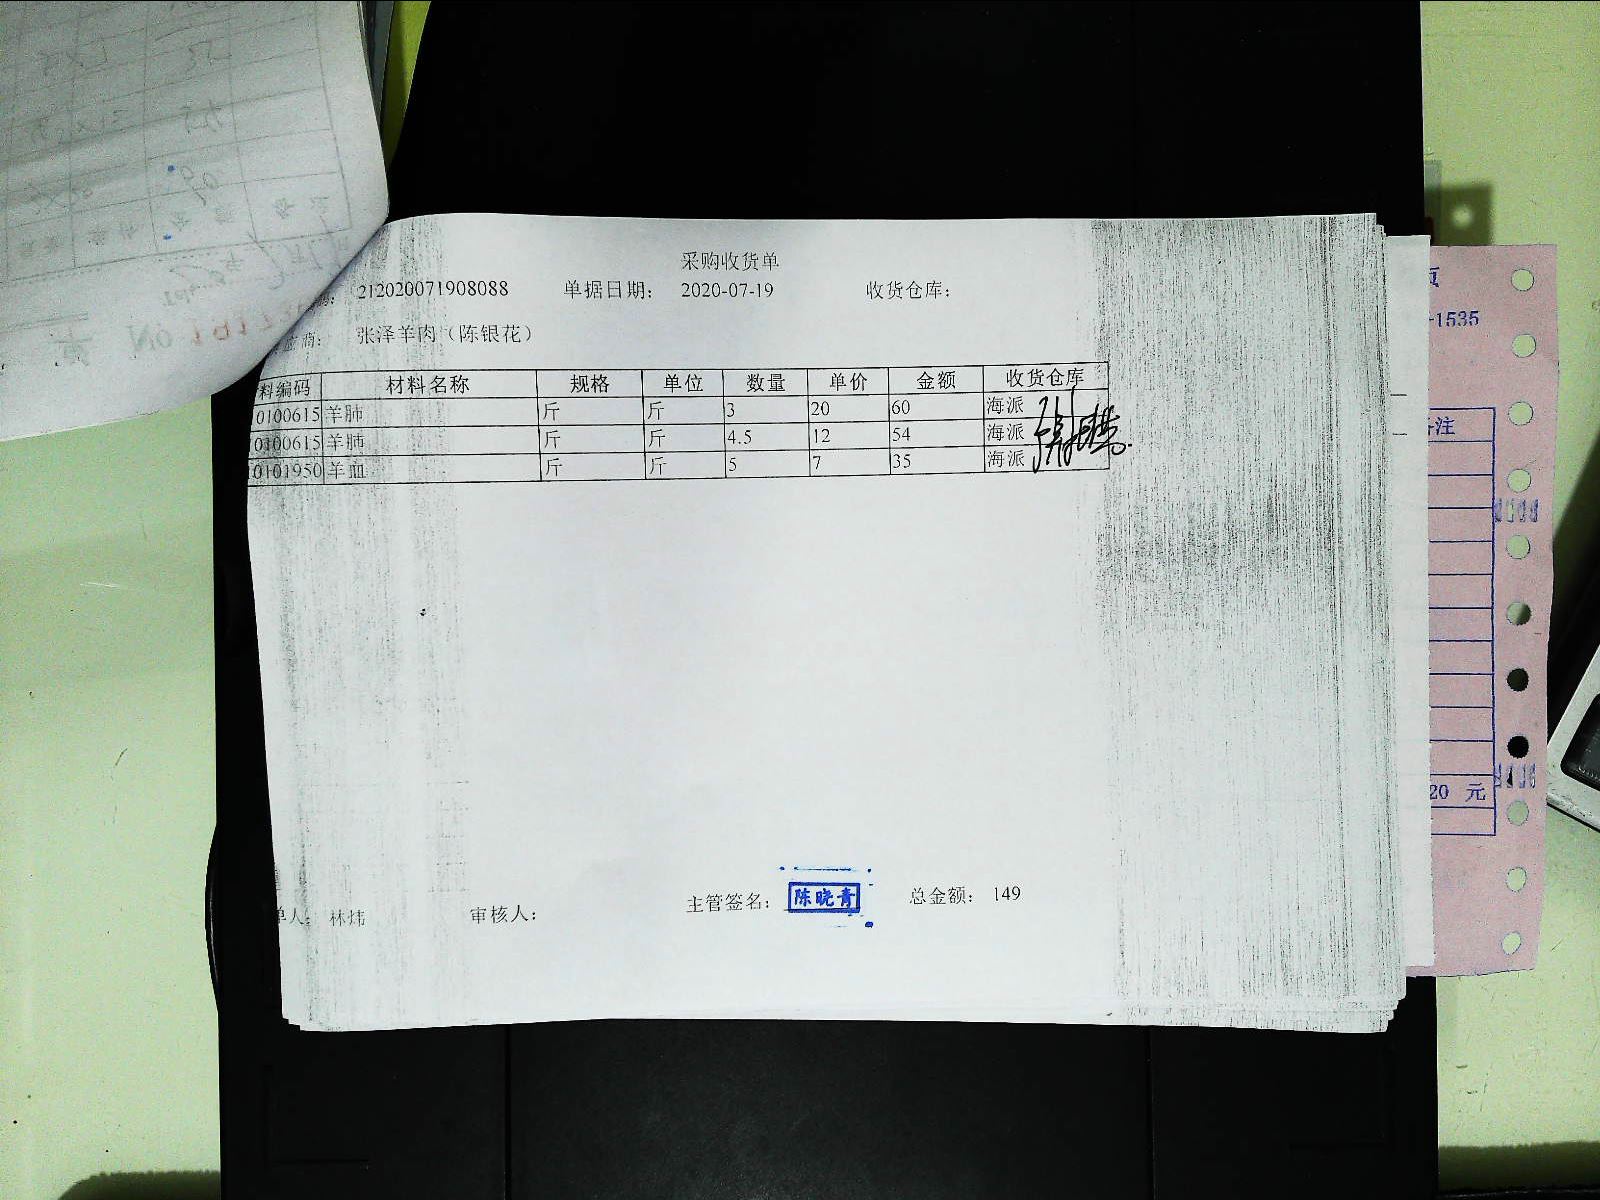 采购收货单
212020071908088 单据日期： 2020-07-19 收货仓库：
商： 张泽羊肉（陈银花）
料编码 材料名称 规格 单位 数量 单价 金额 收货仓库
0100615 羊肺 斤 斤 3 20 60 海派
0100615 羊肺 斤 斤 4.5 12 54 海派
0101950 羊血 斤 斤 5 7 35 海派
单人： 林炜 审核人： 主管签名： 陈晓青 总金额： 149
页
-1535
注
20 元